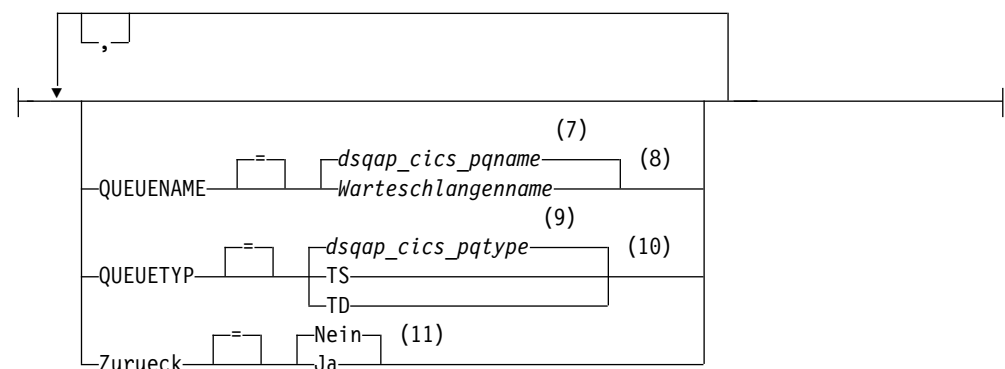 ,
(7)
= dsqap_cics_pqname (8)
QUEUENAME Warteschlangenname
(9)
= dsqap_cics_pqtype (10)
QUEUETYP TS
TD
= Nein (11)
Zurueck Ja